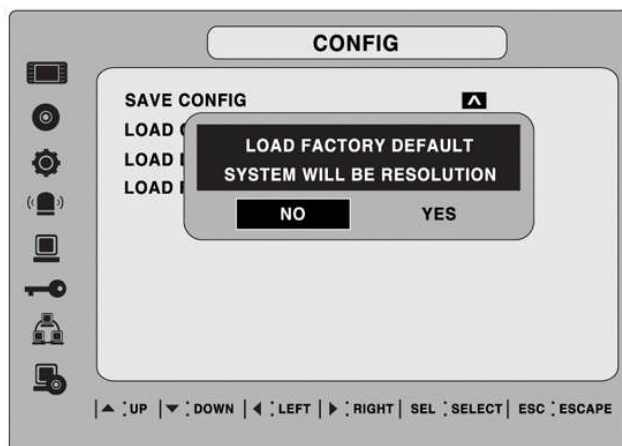 CONFIG
SAVE CONFIG
LOAD
LOAD
LOAD
LOAD FACTORY DEFAULT
SYSTEM WILL BE RESOLUTION
NO YES
UP DOWN LEFT RIGHT SEL : SELECT ESC : ESCAPE